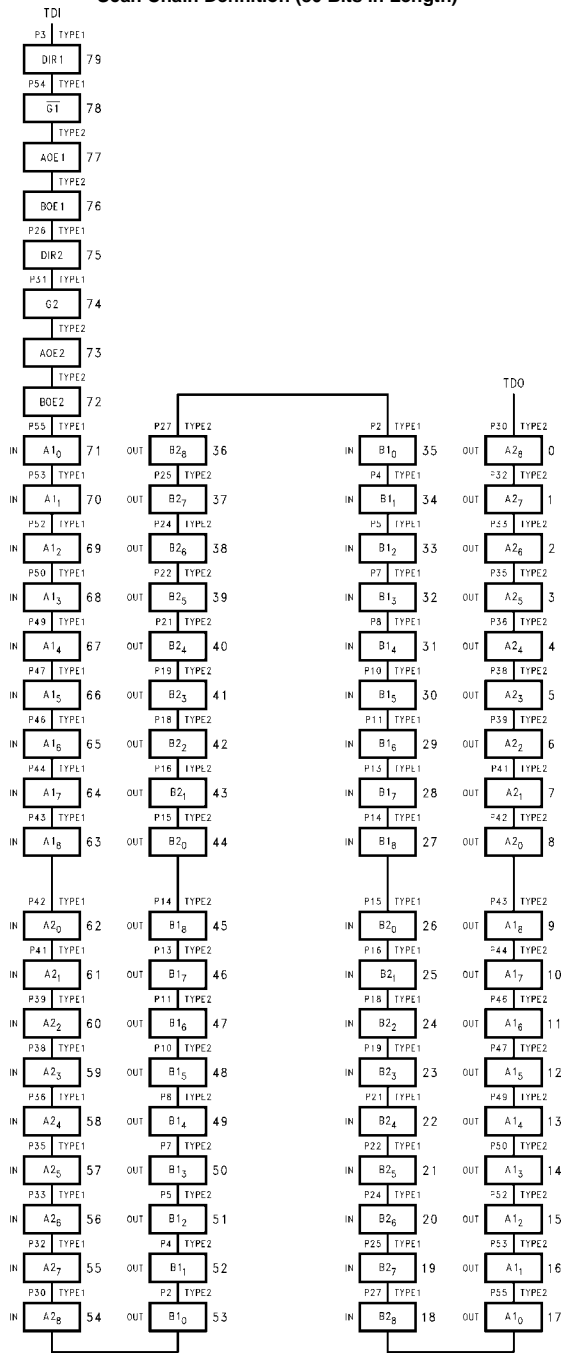 Scan Chain Definition (80 Bits in Length)
TDI
P3 TYPE1
DIR1 79
P54 TYPE1
G1 78
TYPE2
AOE1 77
TYPE2
BOE1 76
P26 TYPE1
DIR2 75
P31 TYPE1
G2 74
TYPE2
AOE2 73
TYPE2
BOE2 72
P55 TYPE1
IN A1₀ 71
P53 TYPE1
IN A1₁ 70
P52 TYPE1
IN A1₂ 69
P50 TYPE1
IN A1₃ 68
P49 TYPE1
IN A1₄ 67
P47 TYPE1
IN A1₅ 66
P46 TYPE1
IN A1₆ 65
P44 TYPE1
IN A1₇ 64
P43 TYPE1
IN A1₈ 63
P42 TYPE1
IN A2₀ 62
P41 TYPE1
IN A2₁ 61
P39 TYPE1
IN A2₂ 60
P38 TYPE1
IN A2₃ 59
P36 TYPE1
IN A2₄ 58
P35 TYPE1
IN A2₅ 57
P33 TYPE1
IN A2₆ 56
P32 TYPE1
IN A2₇ 55
P30 TYPE1
IN A2₈ 54
P27 TYPE2
OUT B2₈ 36
P25 TYPE2
OUT B2₇ 37
P24 TYPE2
OUT B2₆ 38
P22 TYPE2
OUT B2₅ 39
P21 TYPE2
OUT B2₄ 40
P19 TYPE2
OUT B2₃ 41
P18 TYPE2
OUT B2₂ 42
P16 TYPE2
OUT B2₁ 43
P15 TYPE2
OUT B2₀ 44
P14 TYPE2
OUT B1₈ 45
P13 TYPE2
OUT B1₇ 46
P11 TYPE2
OUT B1₆ 47
P10 TYPE2
OUT B1₅ 48
P8 TYPE2
OUT B1₄ 49
P7 TYPE2
OUT B1₃ 50
P5 TYPE2
OUT B1₂ 51
P4 TYPE2
OUT B1₁ 52
P2 TYPE2
OUT B1₀ 53
P2 TYPE1
IN B1₀ 35
P4 TYPE1
IN B1₁ 34
P5 TYPE1
IN B1₂ 33
P7 TYPE1
IN B1₃ 32
P8 TYPE1
IN B1₄ 31
P10 TYPE1
IN B1₅ 30
P11 TYPE1
IN B1₆ 29
P13 TYPE1
IN B1₇ 28
P14 TYPE1
IN B1₈ 27
P15 TYPE1
IN B2₀ 26
P16 TYPE1
IN B2₁ 25
P18 TYPE1
IN B2₂ 24
P19 TYPE1
IN B2₃ 23
P21 TYPE1
IN B2₄ 22
P22 TYPE1
IN B2₅ 21
P24 TYPE1
IN B2₆ 20
P25 TYPE1
IN B2₇ 19
P27 TYPE1
IN B2₈ 18
TDO
P30 TYPE2
OUT A2₈ 0
P32 TYPE2
OUT A2₇ 1
P33 TYPE2
OUT A2₆ 2
P35 TYPE2
OUT A2₅ 3
P36 TYPE2
OUT A2₄ 4
P38 TYPE2
OUT A2₃ 5
P39 TYPE2
OUT A2₂ 6
P41 TYPE2
OUT A2₁ 7
P42 TYPE2
OUT A2₀ 8
P43 TYPE2
OUT A1₈ 9
P44 TYPE2
OUT A1₇ 10
P46 TYPE2
OUT A1₆ 11
P47 TYPE2
OUT A1₅ 12
P49 TYPE2
OUT A1₄ 13
P50 TYPE2
OUT A1₃ 14
P52 TYPE2
OUT A1₂ 15
P53 TYPE2
OUT A1₁ 16
P55 TYPE2
OUT A1₀ 17